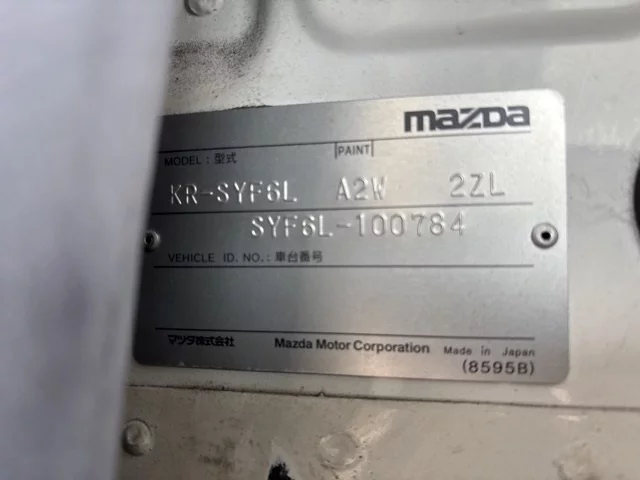 mazda
MODEL : 型式 PAINT
KR-SYF6L A2W 2ZL
SYF6L-100784
VEHICLE ID. NO. : 車台番号
マツダ株式会社 Mazda Motor Corporation Made in Japan
(8595B)